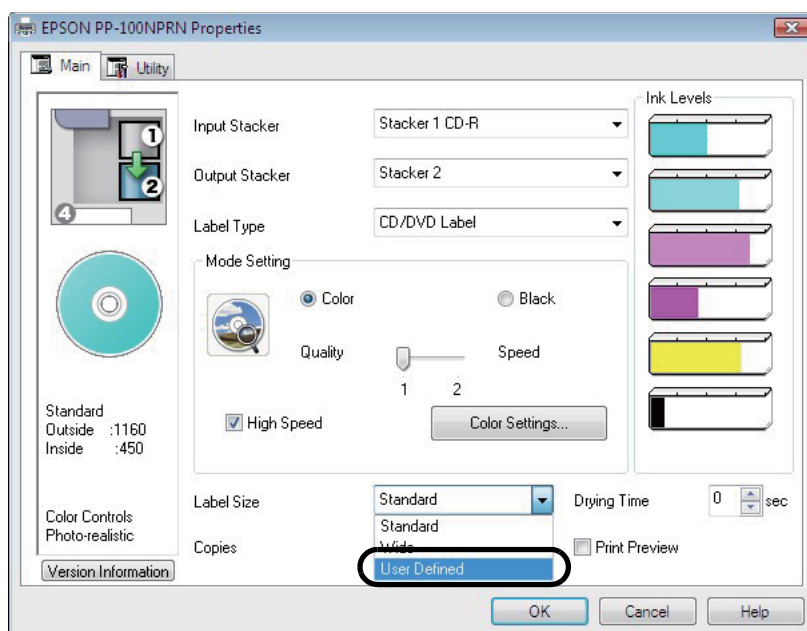 EPSON PP-100NPRN Properties
Main
Utility
1
2
4
Standard
Outside :1160
Inside :450
Color Controls
Photo-realistic
Version Information
Input Stacker
Stacker 1 CD-R
Output Stacker
Stacker 2
Label Type
CD/DVD Label
Mode Setting
Color
Black
Quality
Speed
1 2
High Speed
Color Settings...
Ink Levels
Label Size
Standard
Drying Time
0
sec
Standard
Wide
User Defined
Copies
Print Preview
OK
Cancel
Help